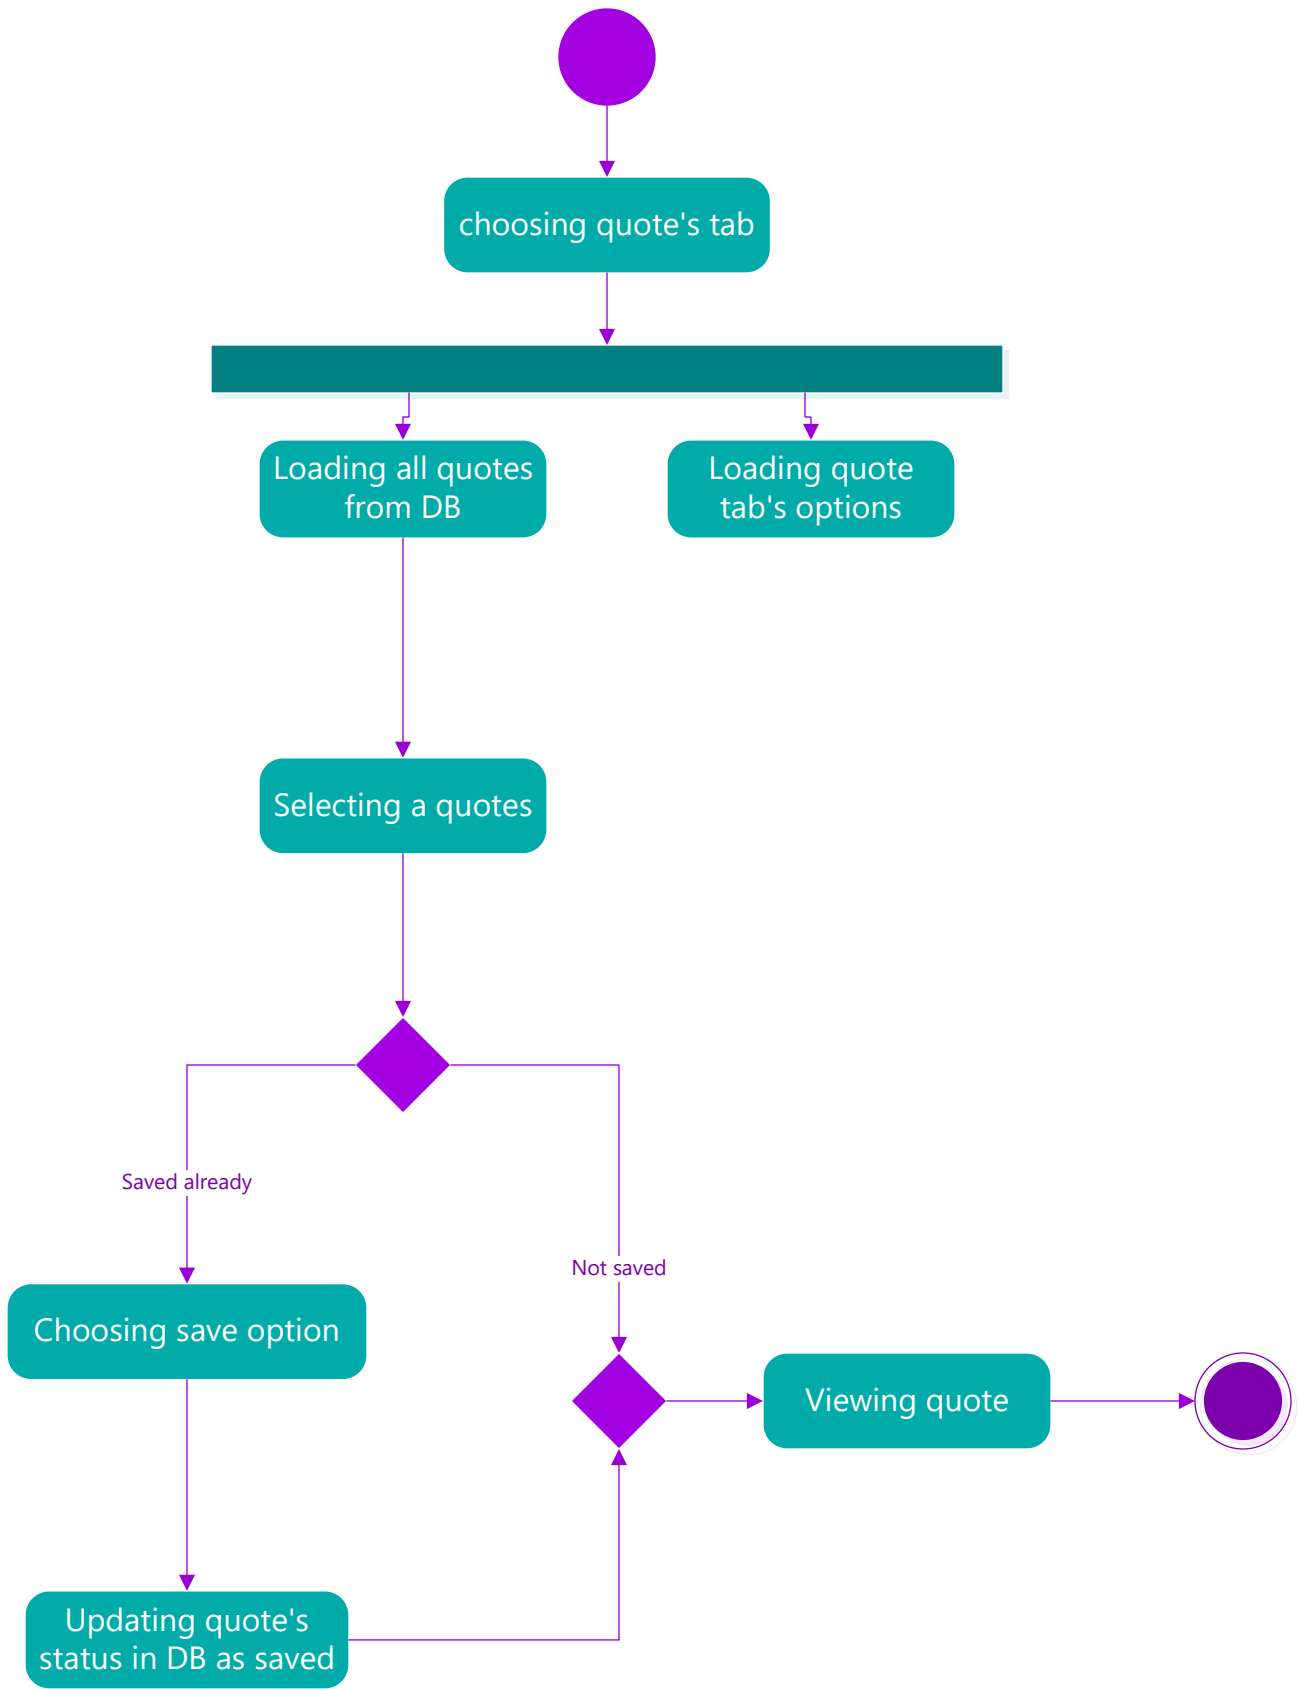 choosing quote's tab
Loading all quotes
from DB
Loading quote
tab's options
Selecting a quotes
Saved already
Not saved
Choosing save option
Viewing quote
Updating quote's
status in DB as saved